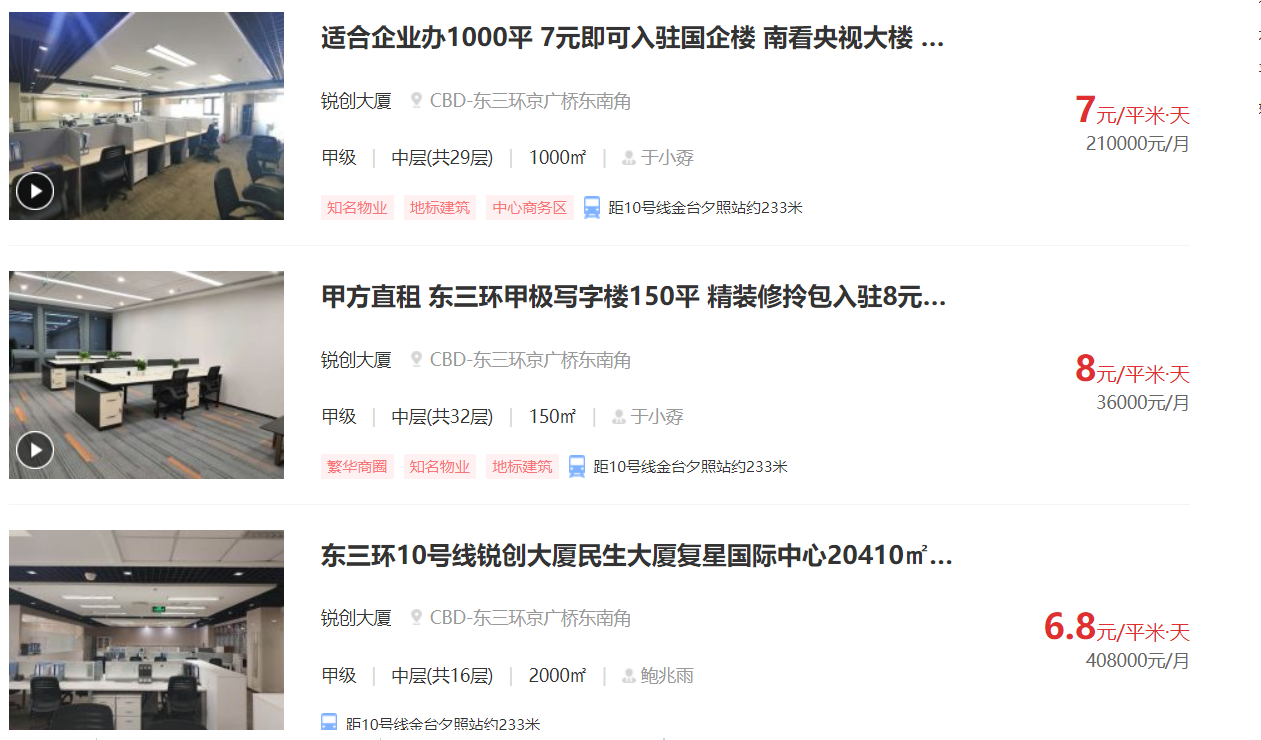 适合企业办1000平 7元即可入驻国企楼 南看央视大楼 ...
锐创大厦 CBD-东三环京广桥东南角
7元/平米·天
210000元/月
甲级 | 中层(共29层) | 1000㎡ | 于小孬
知名物业 地标建筑 中心商务区 距10号线金台夕照站约233米
甲方直租 东三环甲极写字楼150平 精装修拎包入驻8元...
锐创大厦 CBD-东三环京广桥东南角
8元/平米·天
36000元/月
甲级 | 中层(共32层) | 150㎡ | 于小孬
繁华商圈 知名物业 地标建筑 距10号线金台夕照站约233米
东三环10号线锐创大厦民生大厦复星国际中心20410㎡...
锐创大厦 CBD-东三环京广桥东南角
6.8元/平米·天
408000元/月
甲级 | 中层(共16层) | 2000㎡ | 鲍兆雨
距10号线金台夕照站约233米